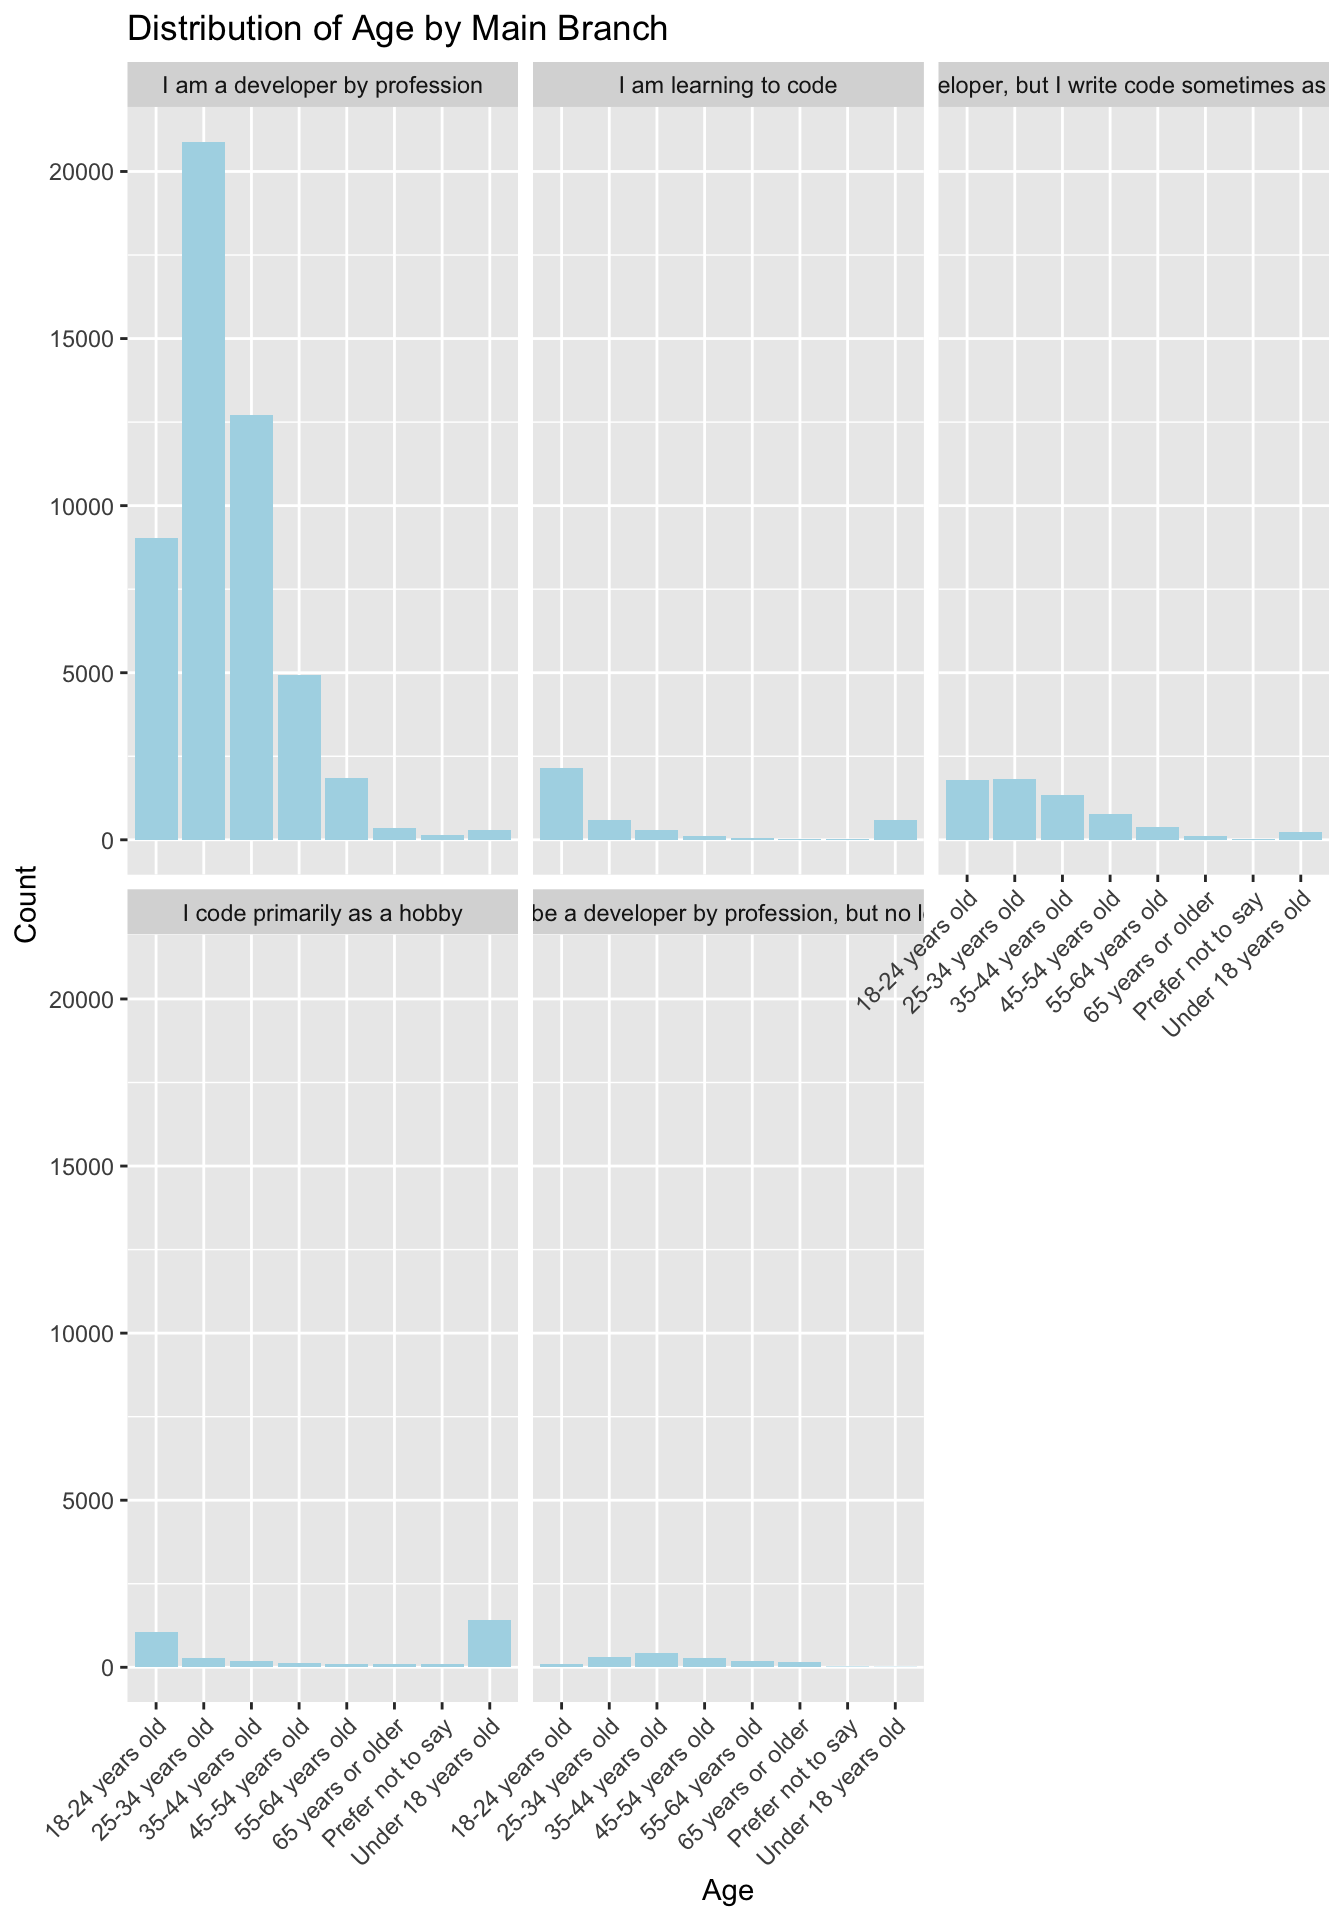 Distribution of Age by Main Branch
I am a developer by profession
I am learning to code
eloper, but I write code sometimes as
20000
15000
10000
5000
0
Count
18-24 years old
25-34 years old
35-44 years old
45-54 years old
55-64 years old
65 years or older
Prefer not to say
Under 18 years old
I code primarily as a hobby
be a developer by profession, but no l
20000
15000
10000
5000
0
18-24 years old
25-34 years old
35-44 years old
45-54 years old
55-64 years old
65 years or older
Prefer not to say
Under 18 years old
18-24 years old
25-34 years old
35-44 years old
45-54 years old
55-64 years old
65 years or older
Prefer not to say
Under 18 years old
Age